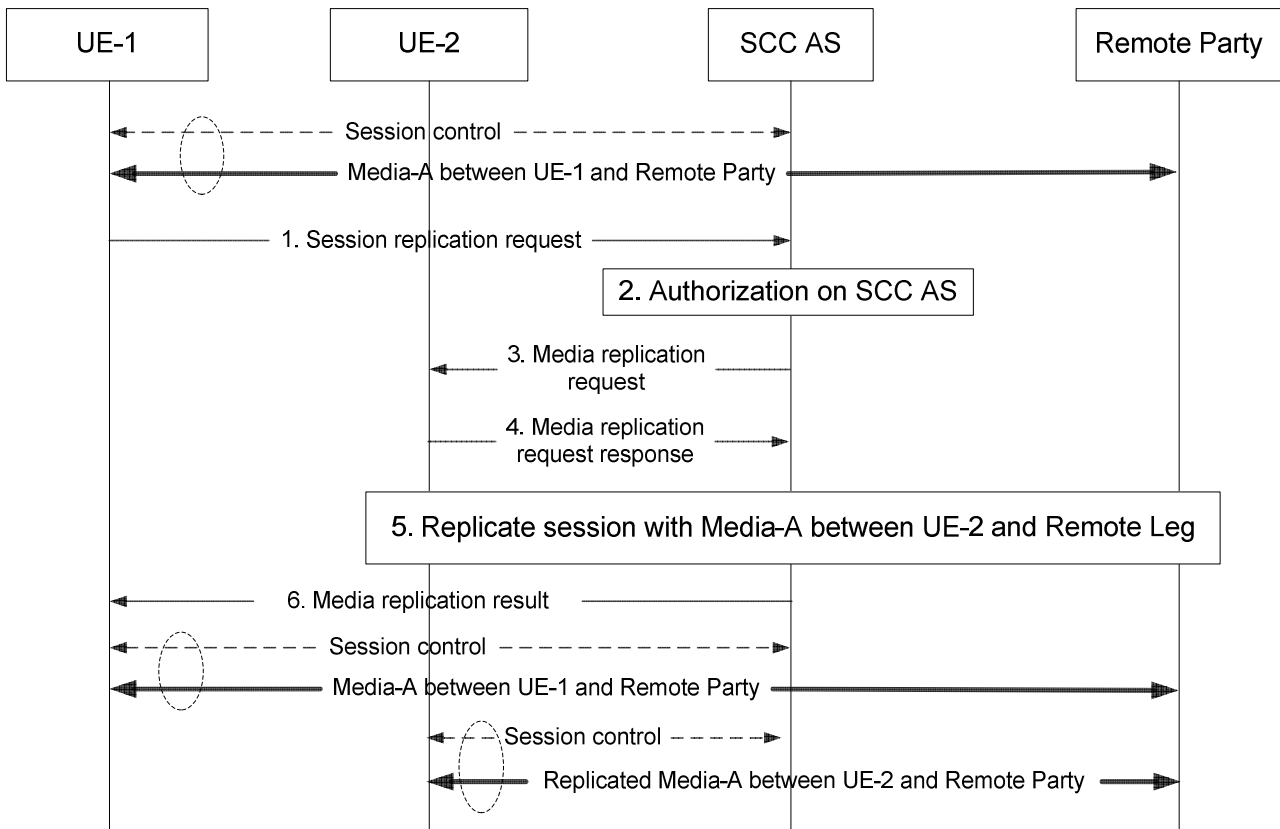 UE-1
UE-2
SCC AS
Remote Party
Session control
Media-A between UE-1 and Remote Party
1. Session replication request
2. Authorization on SCC AS
3. Media replication
request
4. Media replication
request response
5. Replicate session with Media-A between UE-2 and Remote Leg
6. Media replication result
Session control
Media-A between UE-1 and Remote Party
Session control
Replicated Media-A between UE-2 and Remote Party